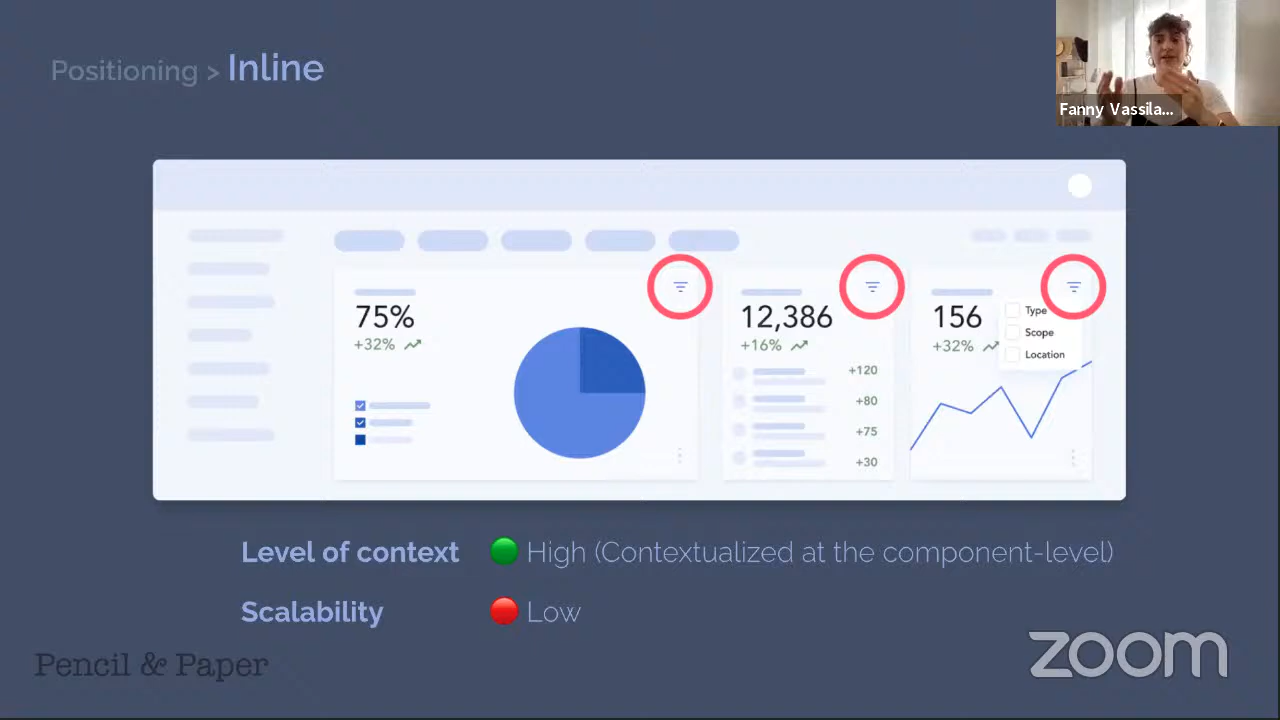 Positioning > Inline
Fanny Vassila...
75%
+32%
12,386
+16%
+120
+80
+75
+30
156
+32%
Type
Scope
Location
Level of context
High (Contextualized at the component-level)
Scalability
Low
Pencil & Paper
zoom